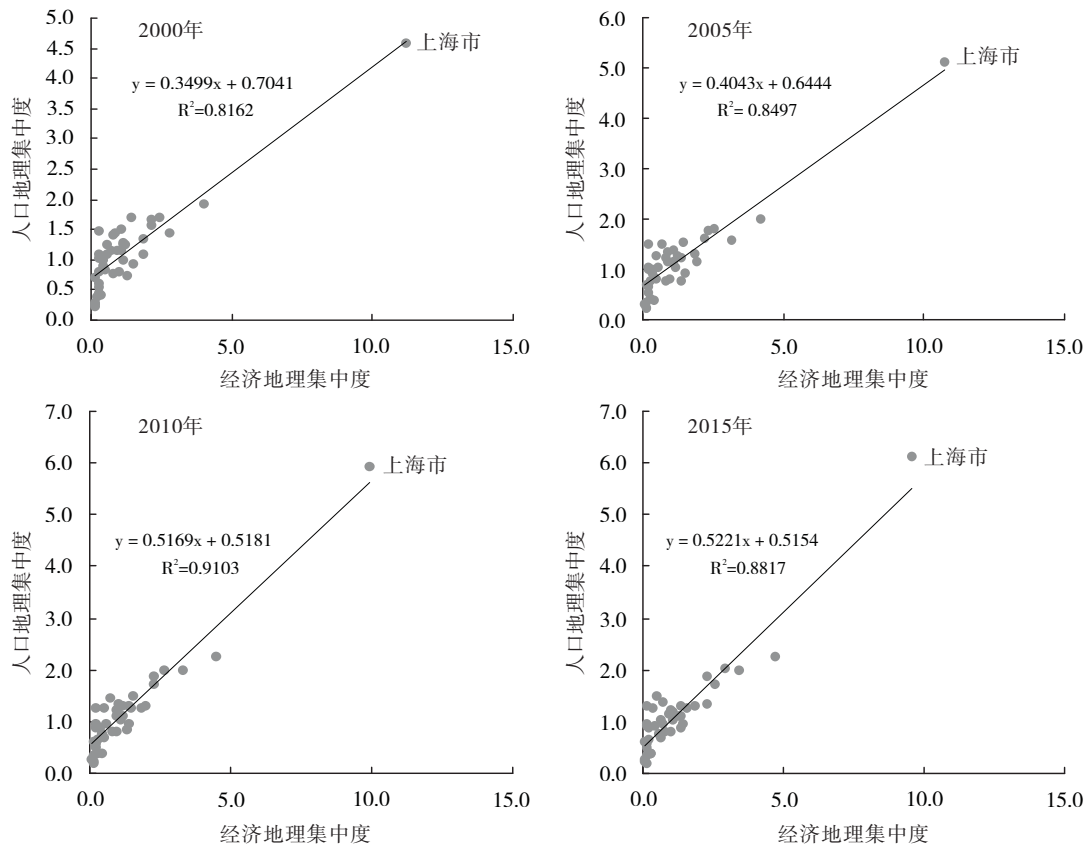 2000年
上海市
y = 0.3499x + 0.7041
R²=0.8162
人口地理集中度
5.0
4.5
4.0
3.5
3.0
2.5
2.0
1.5
1.0
0.5
0.0
0.0 5.0 10.0 15.0
经济地理集中度
2005年
上海市
y = 0.4043x + 0.6444
R²= 0.8497
人口地理集中度
6.0
5.0
4.0
3.0
2.0
1.0
0.0
0.0 5.0 10.0 15.0
经济地理集中度
2010年
上海市
y = 0.5169x + 0.5181
R²=0.9103
人口地理集中度
7.0
6.0
5.0
4.0
3.0
2.0
1.0
0.0
0.0 5.0 10.0 15.0
经济地理集中度
2015年
上海市
y = 0.5221x + 0.5154
R²=0.8817
人口地理集中度
7.0
6.0
5.0
4.0
3.0
2.0
1.0
0.0
0.0 5.0 10.0 15.0
经济地理集中度